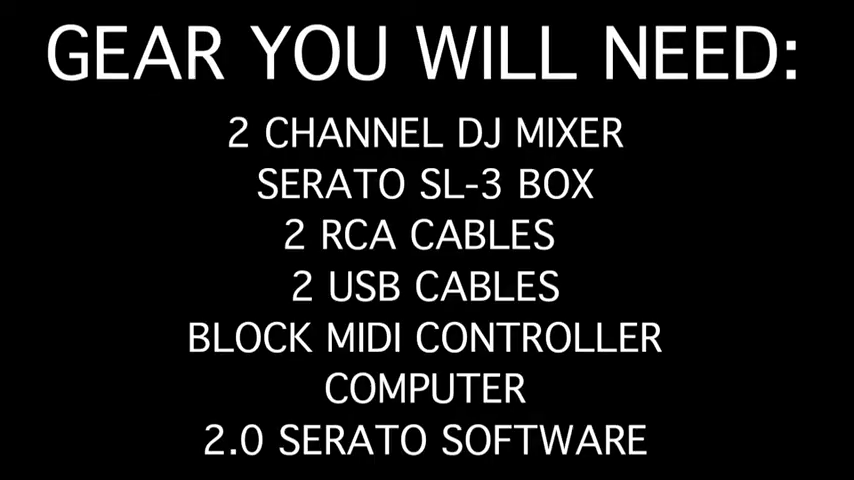 GEAR YOU WILL NEED:
2 CHANNEL DJ MIXER
SERATO SL-3 BOX
2 RCA CABLES
2 USB CABLES
BLOCK MIDI CONTROLLER
COMPUTER
2.0 SERATO SOFTWARE